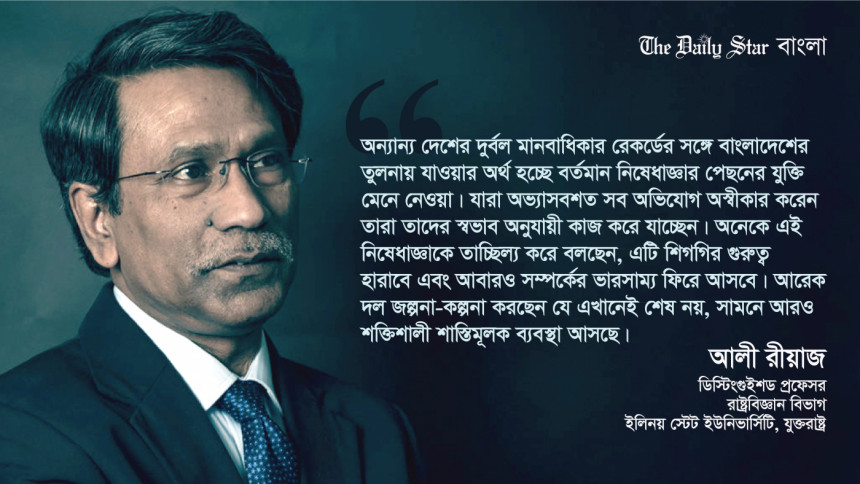 The Daily Star বাংলা
অন্যান্য দেশের দুর্বল মানবাধিকার রেকর্ডের সঙ্গে বাংলাদেশের
তুলনায় যাওয়ার অর্থ হচ্ছে বর্তমান নিষেধাজ্ঞার পেছনের যুক্তি
মেনে নেওয়া। যারা অভ্যাসবশত সব অভিযোগ অস্বীকার করেন
তারা তাদের স্বভাব অনুযায়ী কাজ করে যাচ্ছেন। অনেকে এই
নিষেধাজ্ঞাকে তাচ্ছিল্য করে বলছেন, এটি শিগগির গুরুত্ব
হারাবে এবং আবারও সম্পর্কের ভারসাম্য ফিরে আসবে। আরেক
দল জল্পনা-কল্পনা করছেন যে এখানেই শেষ নয়, সামনে আরও
শক্তিশালী শাস্তিমূলক ব্যবস্থা আসছে।
আলী রীয়াজ
ডিস্টিংগুইশড প্রফেসর
রাষ্ট্রবিজ্ঞান বিভাগ
ইলিনয় স্টেট ইউনিভার্সিটি, যুক্তরাষ্ট্র